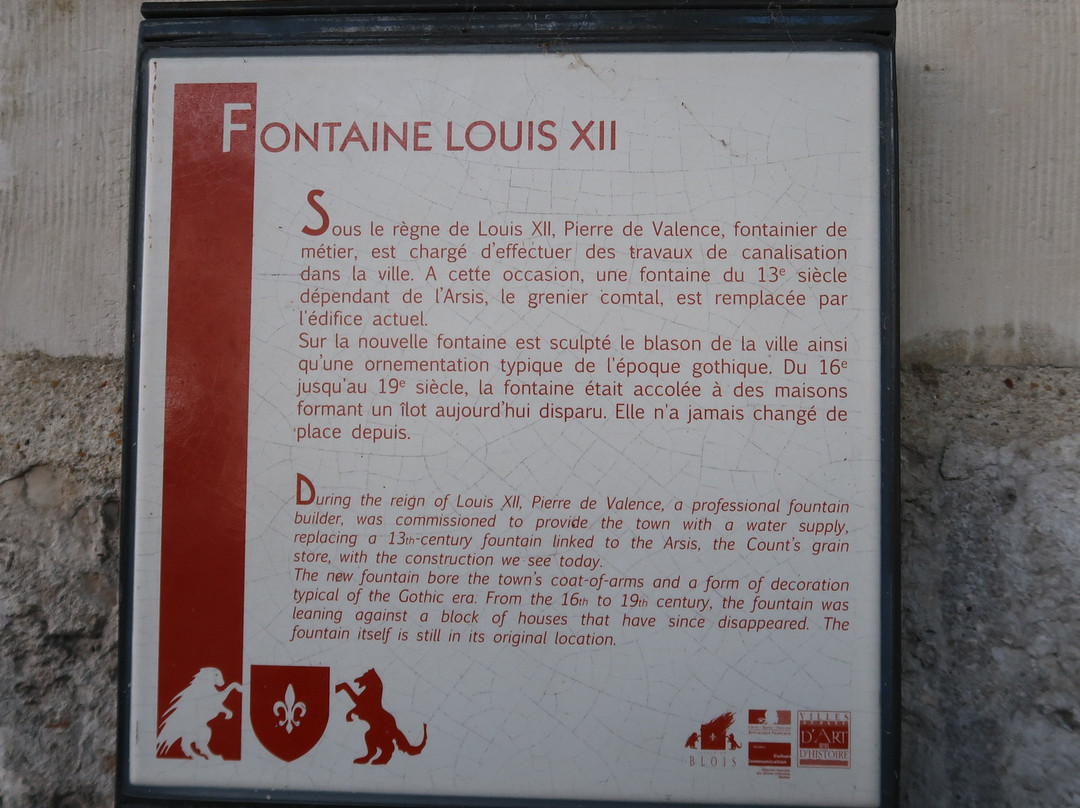 FONTAINE LOUIS XII
Sous le règne de Louis XII, Pierre de Valence, fontainier de
métier, est chargé d'effectuer des travaux de canalisation
dans la ville. A cette occasion, une fontaine du 13e siècle
dépendant de l'Arsis, le grenier comtal, est remplacée par
l'édifice actuel.
Sur la nouvelle fontaine est sculpté le blason de la ville ainsi
qu'une ornementation typique de l'époque gothique. Du 16e
jusqu'au 19e siècle, la fontaine était accolée à des maisons
formant un îlot aujourd'hui disparu. Elle n'a jamais changé de
place depuis.
During the reign of Louis XII, Pierre de Valence, a professional fountain
builder, was commissioned to provide the town with a water supply,
replacing a 13th-century fountain linked to the Arsis, the Count's grain
store, with the construction we see today.
The new fountain bore the town's coat-of-arms and a form of decoration
typical of the Gothic era. From the 16th to 19th century, the fountain was
leaning against a block of houses that have since disappeared. The
fountain itself is still in its original location.
BLOIS
VILLES
D'ART
D'HISTOIRE